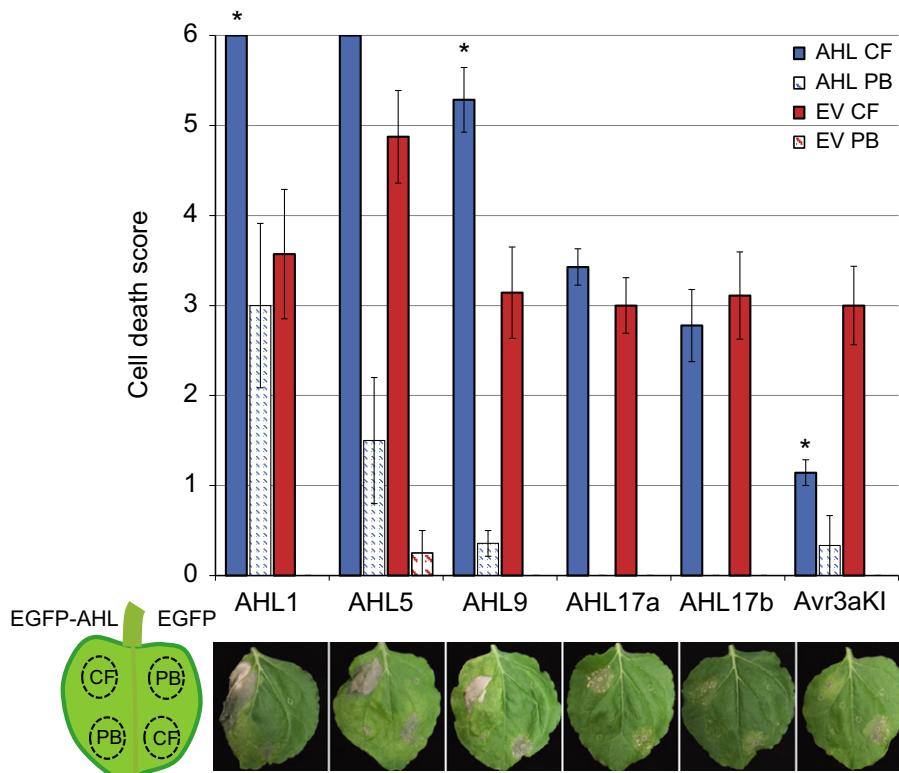 6
5
4
3
2
1
0
Cell death score
*
*
*
AHL CF
AHL PB
EV CF
EV PB
AHL1 AHL5 AHL9 AHL17a AHL17b Avr3aKI
EGFP-AHL EGFP
CF PB
PB CF